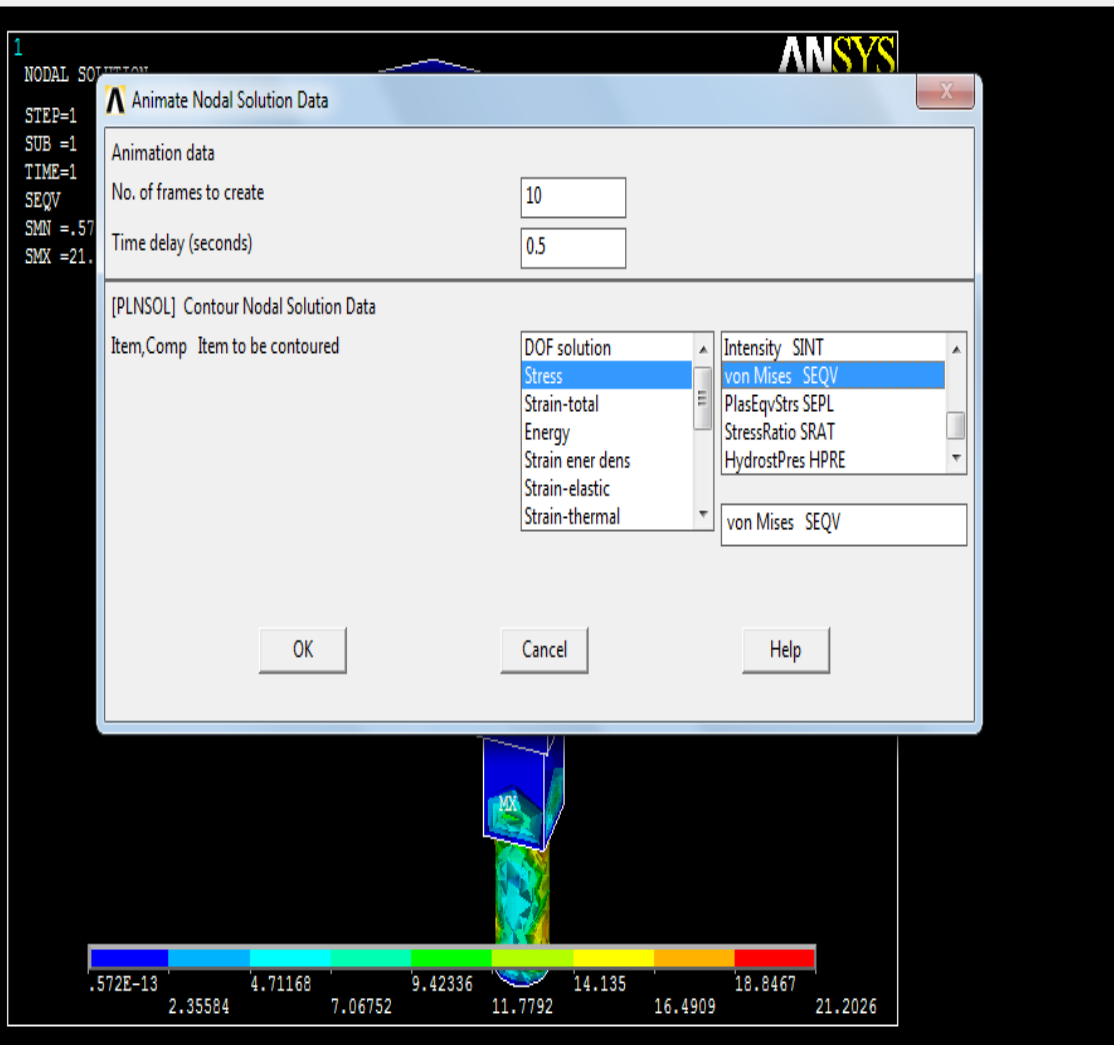 1
ANSYS
NODAL SOLUTION
STEP=1
SUB =1
TIME=1
SEQV
SMN =.57
SMX =21.
Animate Nodal Solution Data
X
Animation data
No. of frames to create
10
Time delay (seconds)
0.5
[PLNSOL] Contour Nodal Solution Data
Item,Comp Item to be contoured
DOF solution
Stress
Strain-total
Energy
Strain ener dens
Strain-elastic
Strain-thermal
Intensity SINT
von Mises SEQV
PlasEqvStrs SEPL
StressRatio SRAT
HydrostPres HPRE
von Mises SEQV
OK
Cancel
Help
MX
.572E-13 4.71168 9.42336 14.135 18.8467
2.35584 7.06752 11.7792 16.4909 21.2026